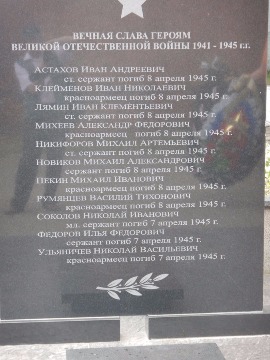 ВЕЧНАЯ СЛАВА ГЕРОЯМ
ВЕЛИКОЙ ОТЕЧЕСТВЕННОЙ ВОЙНЫ 1941 - 1945 г.г.
АСТАХОВ ИВАН АНДРЕЕВИЧ
ст. сержант погиб 8 апреля 1945 г.
КЛЕЙМЕНОВ ИВАН НИКОЛАЕВИЧ
красноармеец погиб 8 апреля 1945 г.
ЛЯМИН ИВАН КЛЕМЕНТЬЕВИЧ
ст. сержант погиб 8 апреля 1945 г.
МИХЕЕВ АЛЕКСАНДР ФЕДОРОВИЧ
красноармеец погиб 8 апреля 1945 г.
НИКИФОРОВ МИХАИЛ АРТЕМЬЕВИЧ
ст. сержант погиб 8 апреля 1945 г.
НОВИКОВ МИХАИЛ АЛЕКСАНДРОВИЧ
сержант погиб 8 апреля 1945 г.
ПЕКИН МИХАИЛ ИВАНОВИЧ
красноармеец погиб 8 апреля 1945 г.
РУМЯНЦЕВ ВАСИЛИЙ ТИХОНОВИЧ
красноармеец погиб 8 апреля 1945 г.
СОКОЛОВ НИКОЛАЙ ИВАНОВИЧ
мл. сержант погиб 7 апреля 1945 г.
ФЕДОРОВ ИЛЬЯ ФЕДОРОВИЧ
сержант погиб 7 апреля 1945 г.
УЛЬЯНИЧЕВ НИКОЛАЙ ВАСИЛЬЕВИЧ
красноармеец погиб 7 апреля 1945 г.